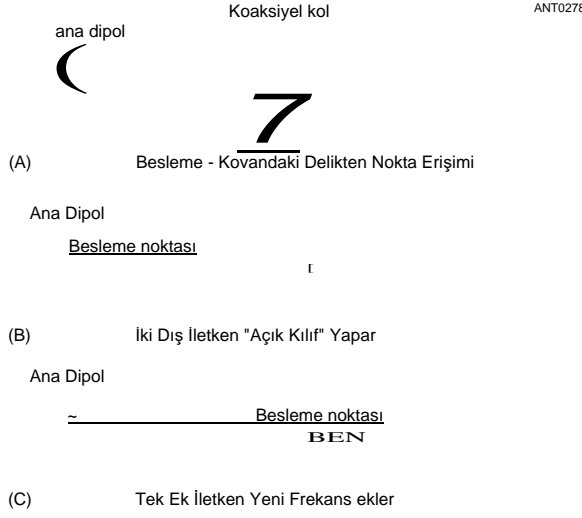 Koaksiyel kol
ANT0278
ana dipol
(
7
(A) Besleme - Kovandaki Delikten Nokta Erişimi
Ana Dipol
Besleme noktası
[
(B) İki Dış İletken "Açık Kılıf" Yapar
Ana Dipol
~ Besleme noktası
BEN
(C) Tek Ek İletken Yeni Frekans ekler